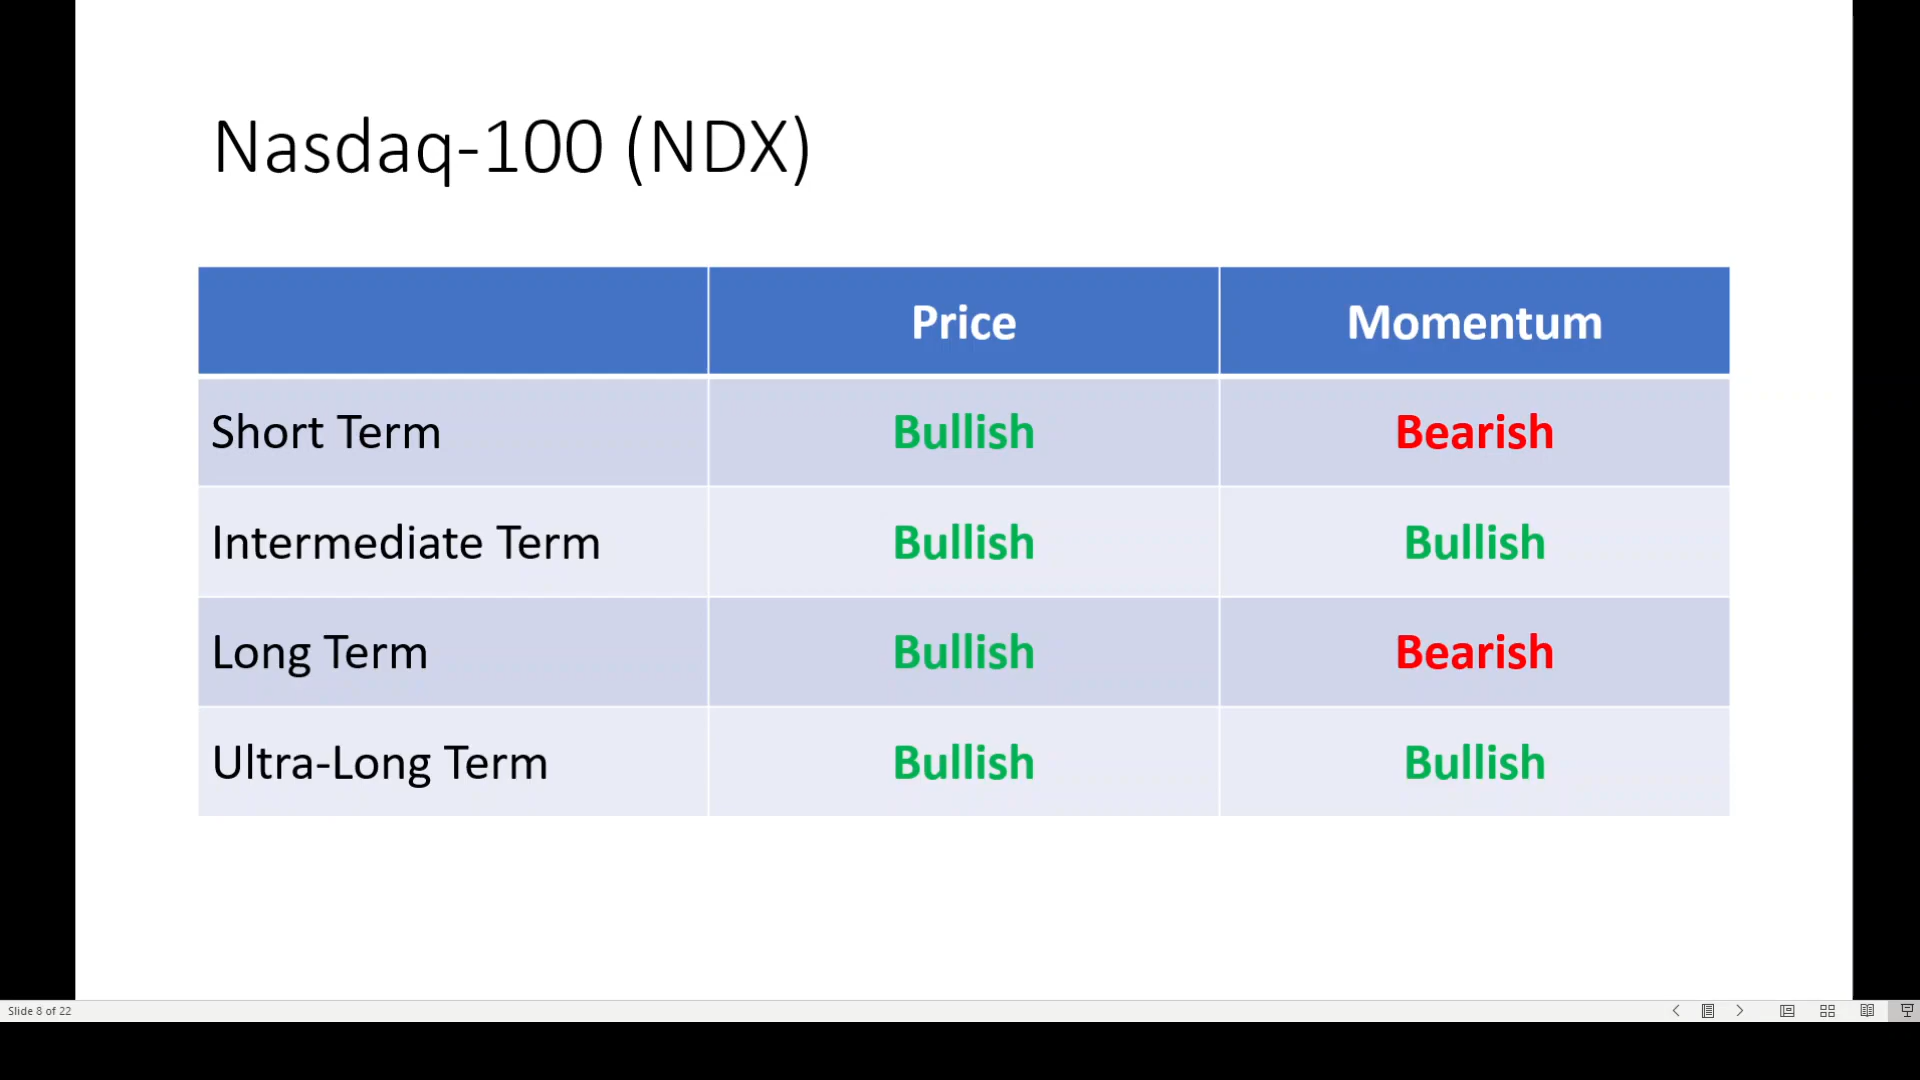 Nasdaq-100 (NDX)
Price Momentum
Short Term Bullish Bearish
Intermediate Term Bullish Bullish
Long Term Bullish Bearish
Ultra-Long Term Bullish Bullish
Slide 8 of 22